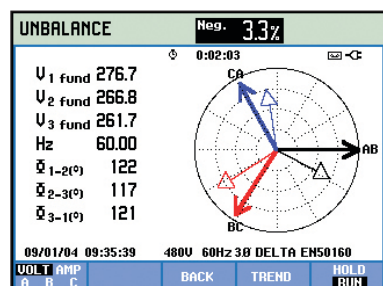 UNBALANCE Neg. 3.3%
0:02:03
V1 fund 276.7
V2 fund 266.8
V3 fund 261.7
Hz 60.00
Φ1-2(°) 122
Φ2-3(°) 117
Φ3-1(°) 121
CA
AB
BC
09/01/04 09:35:39 480V 60Hz 3Ø DELTA EN50160
VOLT AMP
A B C
BACK
TREND
HOLD
RUN